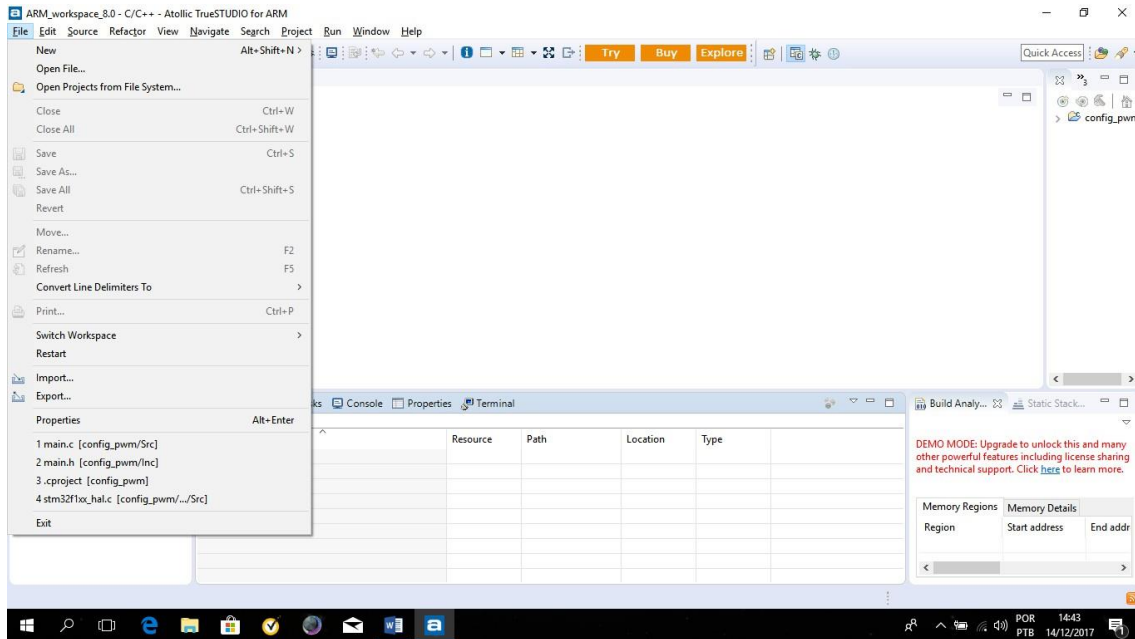 ARM_workspace_8.0 - C/C++ - Atollic TrueSTUDIO for ARM
File Edit Source Refactor View Navigate Search Project Run Window Help
Try Buy Explore Quick Access
New Alt+Shift+N >
Open File...
Open Projects from File System...
Close Ctrl+W
Close All Ctrl+Shift+W
Save Ctrl+S
Save As...
Save All Ctrl+Shift+S
Revert
Move...
Rename... F2
Refresh F5
Convert Line Delimiters To >
Print... Ctrl+P
Switch Workspace >
Restart
Import...
Export...
Properties Alt+Enter
1 main.c [config_pwm/Src]
2 main.h [config_pwm/Inc]
3 .cproject [config_pwm]
4 stm32f1xx_hal.c [config_pwm/.../Src]
Exit
config_pwm
ks Console Properties Terminal
Resource Path Location Type
Build Analy... Static Stack...
DEMO MODE: Upgrade to unlock this and many
other powerful features including license sharing
and technical support. Click here to learn more.
Memory Regions Memory Details
Region Start address End addr
POR 14:43
PTB 14/12/2017